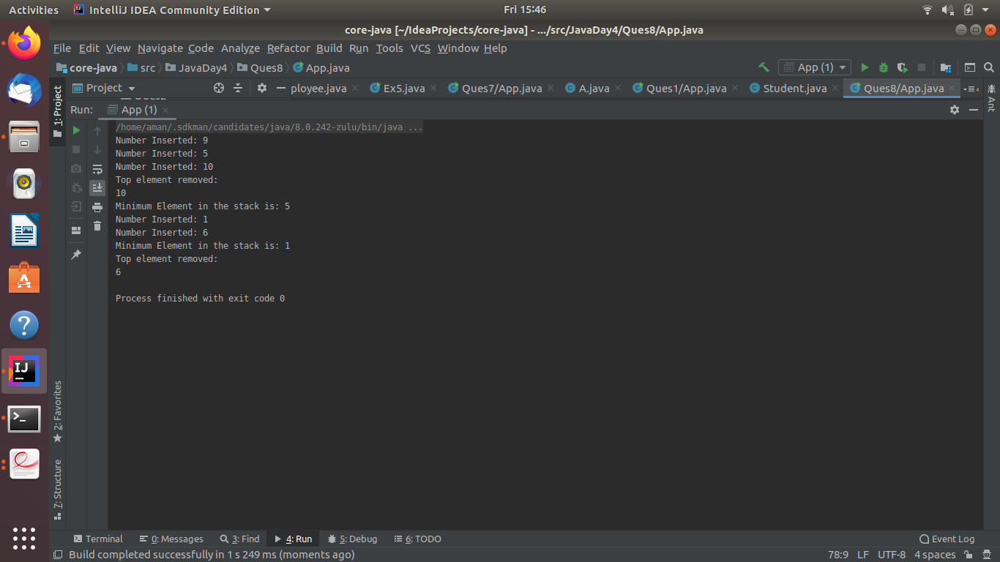 Activities IntelliJ IDEA Community Edition Fri 15:46
core-java [~/IdeaProjects/core-java] - .../src/JavaDay4/Ques8/App.java
File Edit View Navigate Code Analyze Refactor Build Run Tools VCS Window Help
core-java src JavaDay4 Ques8 App.java App (1)
1: Project Project ployee.java Ex5.java Ques7/App.java A.java Ques1/App.java Student.java Ques8/App.java 4
Ant
Run: App (1)
/home/aman/.sdkman/candidates/java/8.0.242-zulu/bin/java ...
Number Inserted: 9
Number Inserted: 5
Number Inserted: 10
Top element removed:
10
Minimum Element in the stack is: 5
Number Inserted: 1
Number Inserted: 6
Minimum Element in the stack is: 1
Top element removed:
6
Process finished with exit code 0
2: Favorites
7: Structure
Terminal 0: Messages 3: Find 4: Run 5: Debug 6: TODO Event Log
Build completed successfully in 1 s 249 ms (moments ago) 78:9 LF UTF-8 4 spaces